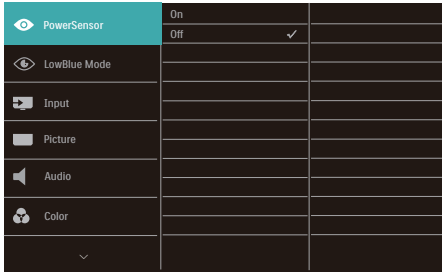 PowerSensor
On
Off
LowBlue Mode
Input
Picture
Audio
Color